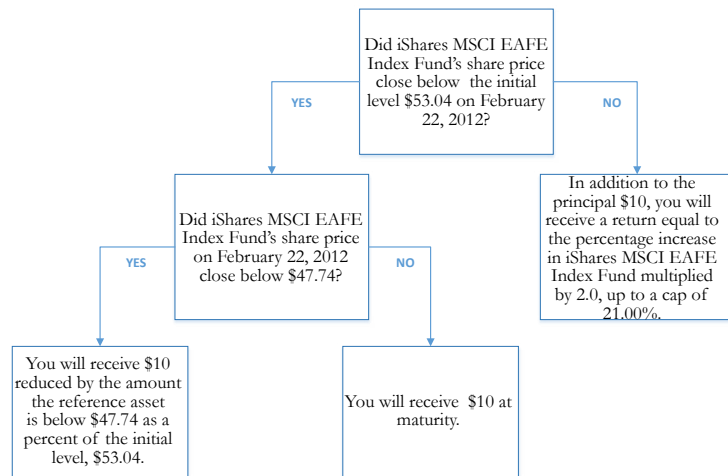 Did iShares MSCI EAFE
Index Fund's share price
close below the initial
level $53.04 on February
22, 2012?
YES
NO
Did iShares MSCI EAFE
Index Fund's share price
on February 22, 2012
close below $47.74?
In addition to the
principal $10, you will
receive a return equal to
the percentage increase
in iShares MSCI EAFE
Index Fund multiplied
by 2.0, up to a cap of
21.00%.
YES
NO
You will receive $10
reduced by the amount
the reference asset
is below $47.74 as a
percent of the initial
level, $53.04.
You will receive $10 at
maturity.